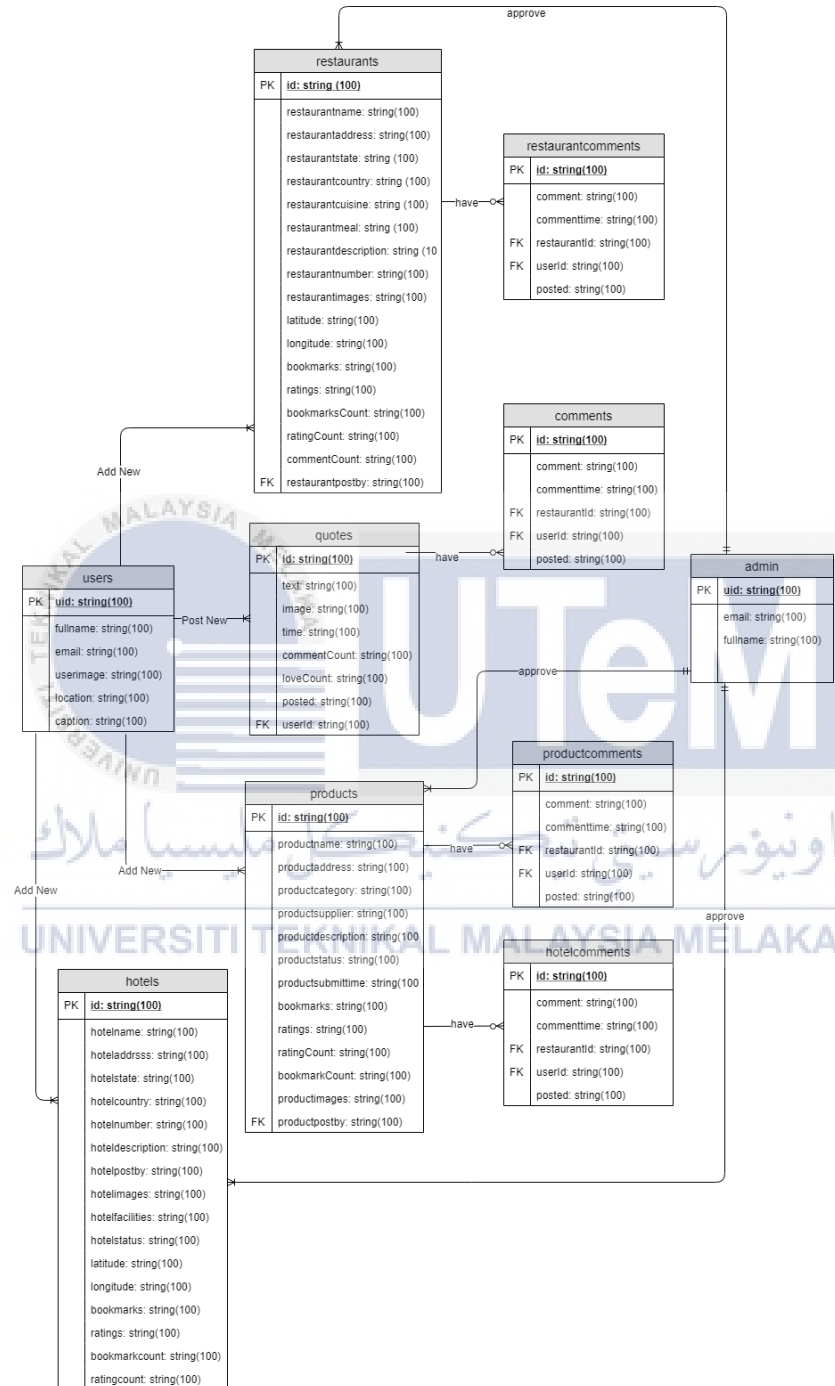 approve
restaurants
PK id: string (100)
restaurantname: string(100)
restaurantaddress: string(100)
restaurantstate: string (100)
restaurantcountry: string (100)
restaurantcuisine: string (100)
restaurantmeal: string (100)
restaurantdescription: string (10
restaurantnumber: string(100)
restaurantimages: string(100)
latitude: string(100)
longitude: string(100)
bookmarks: string(100)
ratings: string(100)
bookmarksCount: string(100)
ratingCount: string(100)
commentCount: string(100)
FK restaurantpostby: string(100)
have
restaurantcomments
PK id: string(100)
comment: string(100)
commenttime: string(100)
FK restaurantId: string(100)
FK userId: string(100)
posted: string(100)
Add New
comments
PK id: string(100)
comment: string(100)
commenttime: string(100)
FK restaurantId: string(100)
FK userId: string(100)
posted: string(100)
quotes
PK id: string(100)
text: string(100)
image: string(100)
time: string(100)
commentCount: string(100)
loveCount: string(100)
posted: string(100)
FK userId: string(100)
have
users
PK uid: string(100)
fullname: string(100)
email: string(100)
userimage: string(100)
location: string(100)
caption: string(100)
Post New
admin
PK uid: string(100)
email: string(100)
fullname: string(100)
approve
UTeM
UNIVERSITI TEKNIKAL MALAYSIA MELAKA
productcomments
PK id: string(100)
comment: string(100)
commenttime: string(100)
FK restaurantId: string(100)
FK userId: string(100)
posted: string(100)
products
PK id: string(100)
productname: string(100)
productaddress: string(100)
productcategory: string(100)
productsupplier: string(100)
productdescription: string(100
productstatus: string(100)
productsubmittime: string(100
bookmarks: string(100)
ratings: string(100)
ratingCount: string(100)
bookmarkCount: string(100)
productimages: string(100)
FK productpostby: string(100)
have
Add New
Add New
اونيۏرسيتي تيكنيكل مليسيا ملاك
approve
UNIVERSITI TEKNIKAL MALAYSIA MELAKA
hotelcomments
PK id: string(100)
comment: string(100)
commenttime: string(100)
FK restaurantId: string(100)
FK userId: string(100)
posted: string(100)
have
hotels
PK id: string(100)
hotelname: string(100)
hoteladdrsss: string(100)
hotelstate: string(100)
hotelcountry: string(100)
hotelnumber: string(100)
hoteldescription: string(100)
hotelpostby: string(100)
hotelimages: string(100)
hotelfacilities: string(100)
hotelstatus: string(100)
latitude: string(100)
longitude: string(100)
bookmarks: string(100)
ratings: string(100)
bookmarkcount: string(100)
ratingcount: string(100)